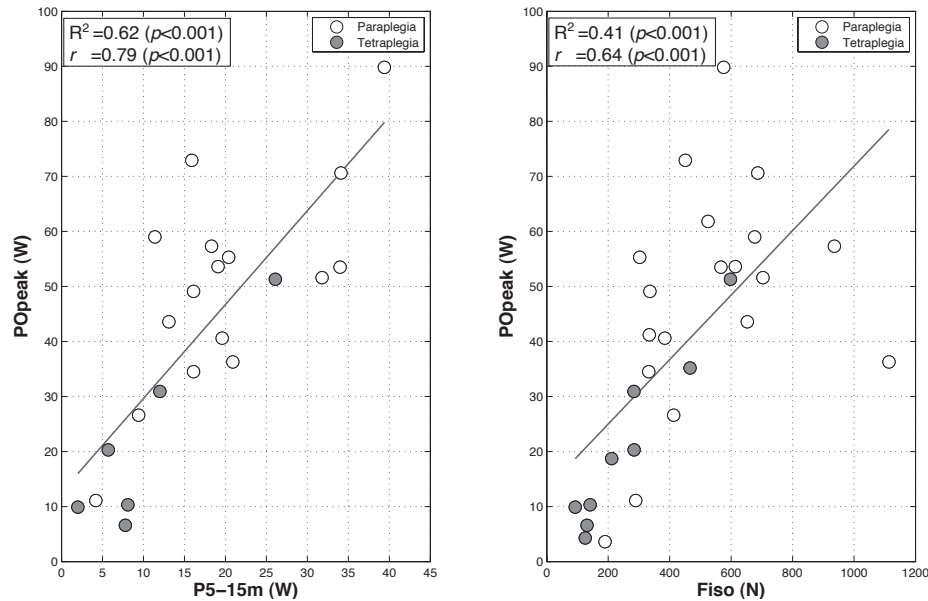 R²=0.62 (p<0.001)
r =0.79 (p<0.001)
Paraplegia
Tetraplegia
100
90
80
70
60
50
40
30
20
10
0
POpeak (W)
0 5 10 15 20 25 30 35 40 45
P5–15m (W)
R²=0.41 (p<0.001)
r =0.64 (p<0.001)
Paraplegia
Tetraplegia
100
90
80
70
60
50
40
30
20
10
0
POpeak (W)
0 200 400 600 800 1000 1200
Fiso (N)